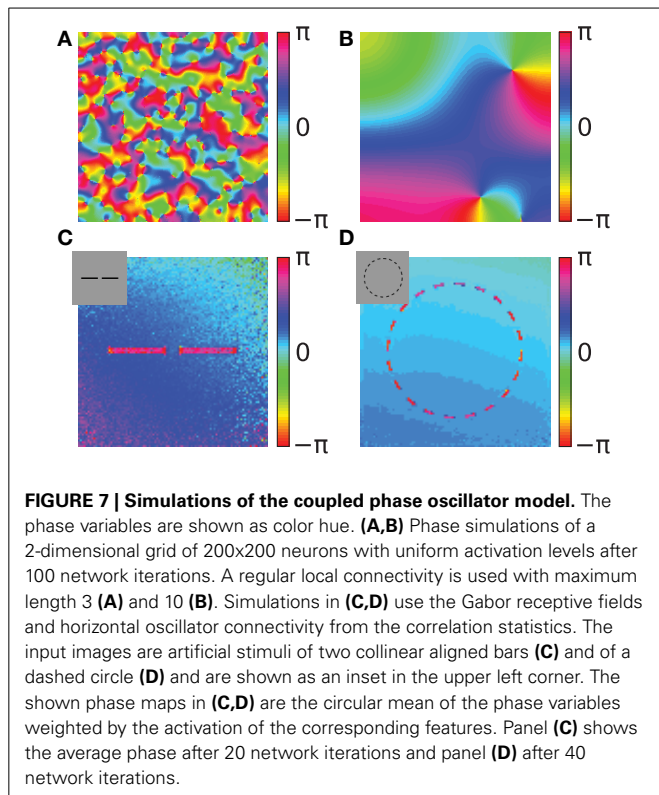 A
π
0
−π
B
π
0
−π
C
π
0
−π
D
π
0
−π
FIGURE 7 | Simulations of the coupled phase oscillator model. The
phase variables are shown as color hue. (A,B) Phase simulations of a
2-dimensional grid of 200x200 neurons with uniform activation levels after
100 network iterations. A regular local connectivity is used with maximum
length 3 (A) and 10 (B). Simulations in (C,D) use the Gabor receptive fields
and horizontal oscillator connectivity from the correlation statistics. The
input images are artificial stimuli of two collinear aligned bars (C) and of a
dashed circle (D) and are shown as an inset in the upper left corner. The
shown phase maps in (C,D) are the circular mean of the phase variables
weighted by the activation of the corresponding features. Panel (C) shows
the average phase after 20 network iterations and panel (D) after 40
network iterations.